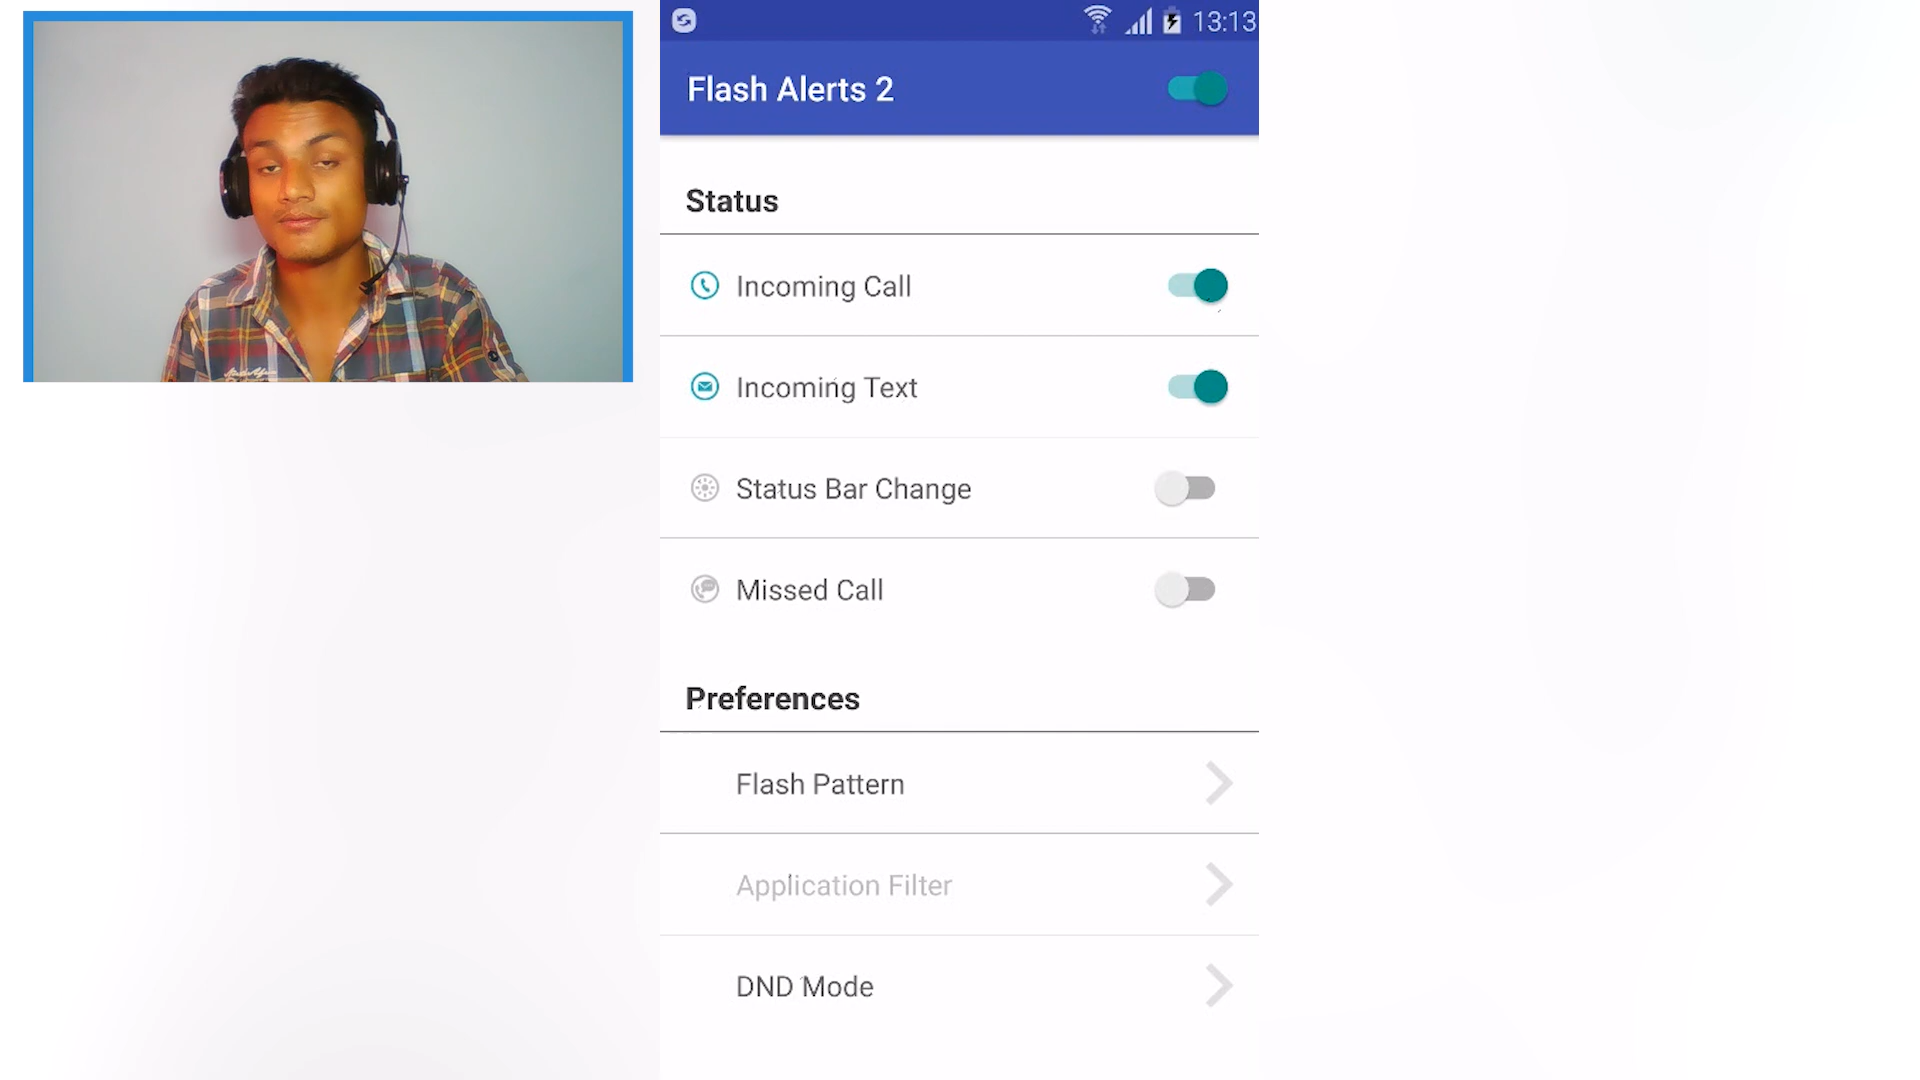 13:13
Flash Alerts 2
Status
Incoming Call
Incoming Text
Status Bar Change
Missed Call
Preferences
Flash Pattern
Application Filter
DND Mode